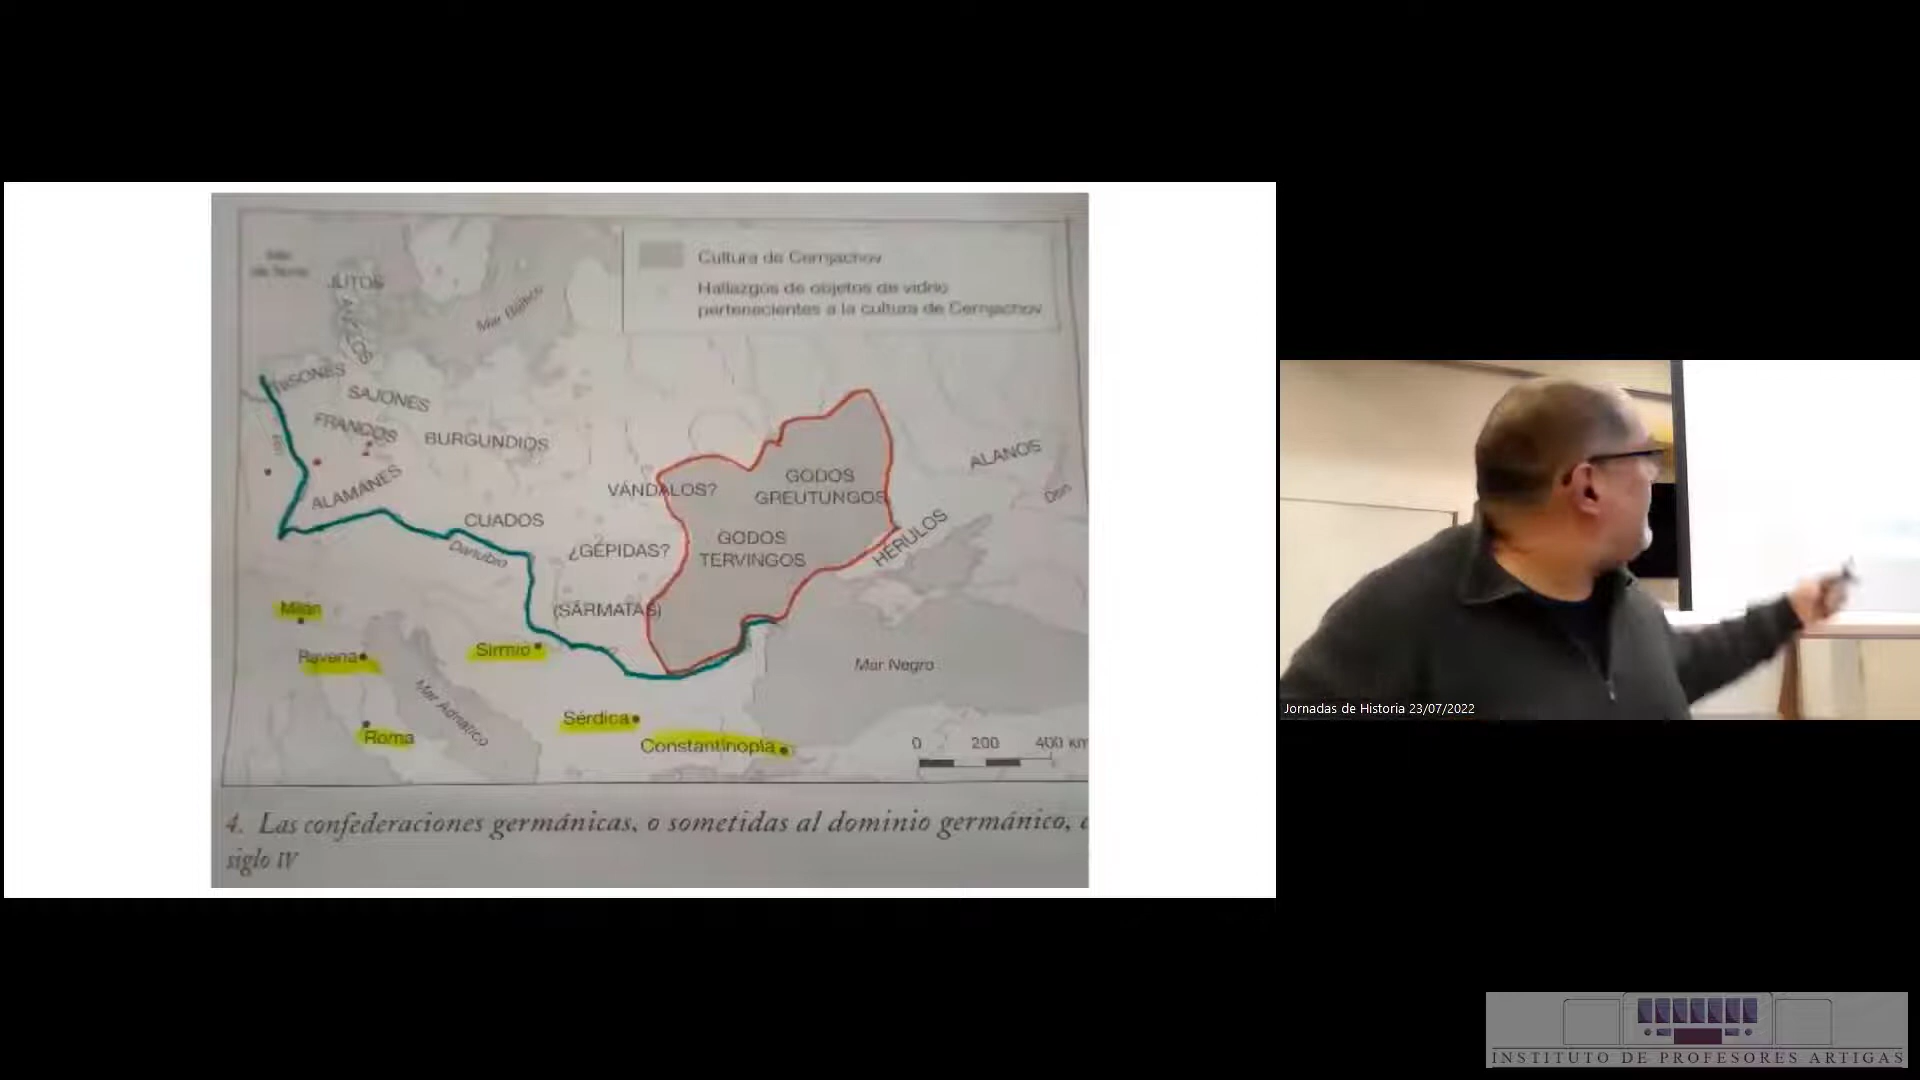 Cultura de Cernjachov
Hallazgos de objetos de vidrio
pertenecientes a la cultura de Cernjachov
JUTOS
Mar Báltico
ANGLOS
FRISONES
SAJONES
FRANCOS
BURGUNDIOS
ALAMANES
CUADOS
Danubio
VÁNDALOS?
GODOS
GREUTUNGOS
ALANOS
Don
GODOS
TERVINGOS
¿GÉPIDAS?
HÉRULOS
(SÁRMATAS)
Milán
Ravena
Sirmio
Mar Negro
Mar Adriático
Roma
Sérdica
Constantinopla
0 200 400 km
4. Las confederaciones germánicas, o sometidas al dominio germánico,
siglo IV
Jornadas de Historia 23/07/2022
INSTITUTO DE PROFESORES ARTIGAS